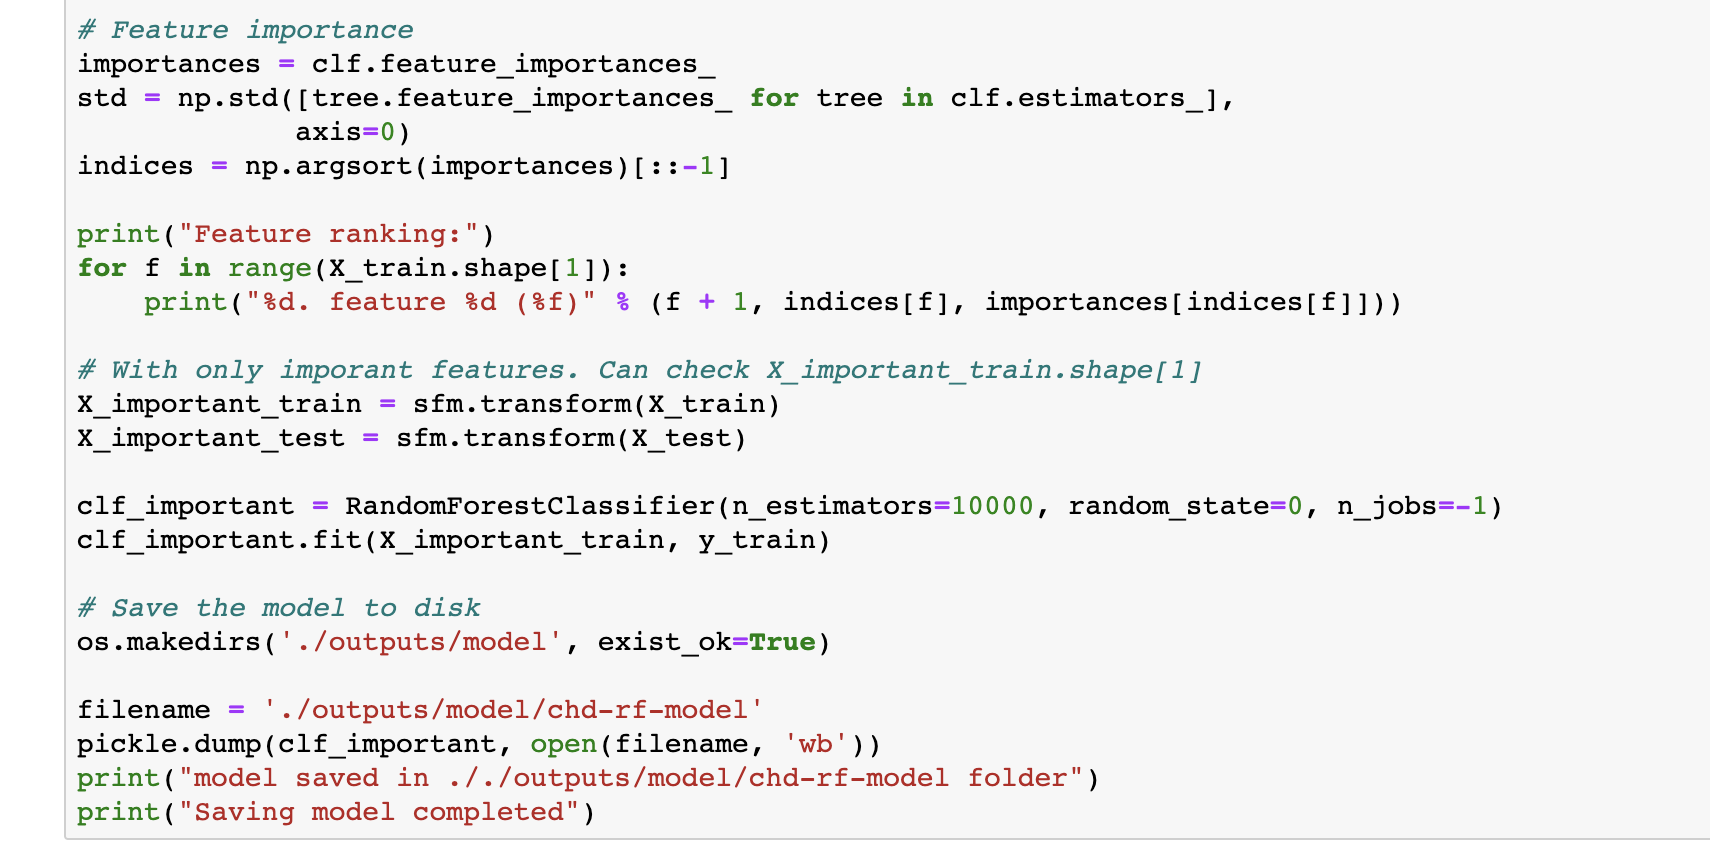 # Feature importance
importances = clf.feature_importances_
std = np.std([tree.feature_importances_ for tree in clf.estimators_],
             axis=0)
indices = np.argsort(importances)[::-1]

print("Feature ranking:")
for f in range(X_train.shape[1]):
    print("%d. feature %d (%f)" % (f + 1, indices[f], importances[indices[f]]))

# With only imporant features. Can check X_important_train.shape[1]
X_important_train = sfm.transform(X_train)
X_important_test = sfm.transform(X_test)

clf_important = RandomForestClassifier(n_estimators=10000, random_state=0, n_jobs=-1)
clf_important.fit(X_important_train, y_train)

# Save the model to disk
os.makedirs('./outputs/model', exist_ok=True)

filename = './outputs/model/chd-rf-model'
pickle.dump(clf_important, open(filename, 'wb'))
print("model saved in ././outputs/model/chd-rf-model folder")
print("Saving model completed")